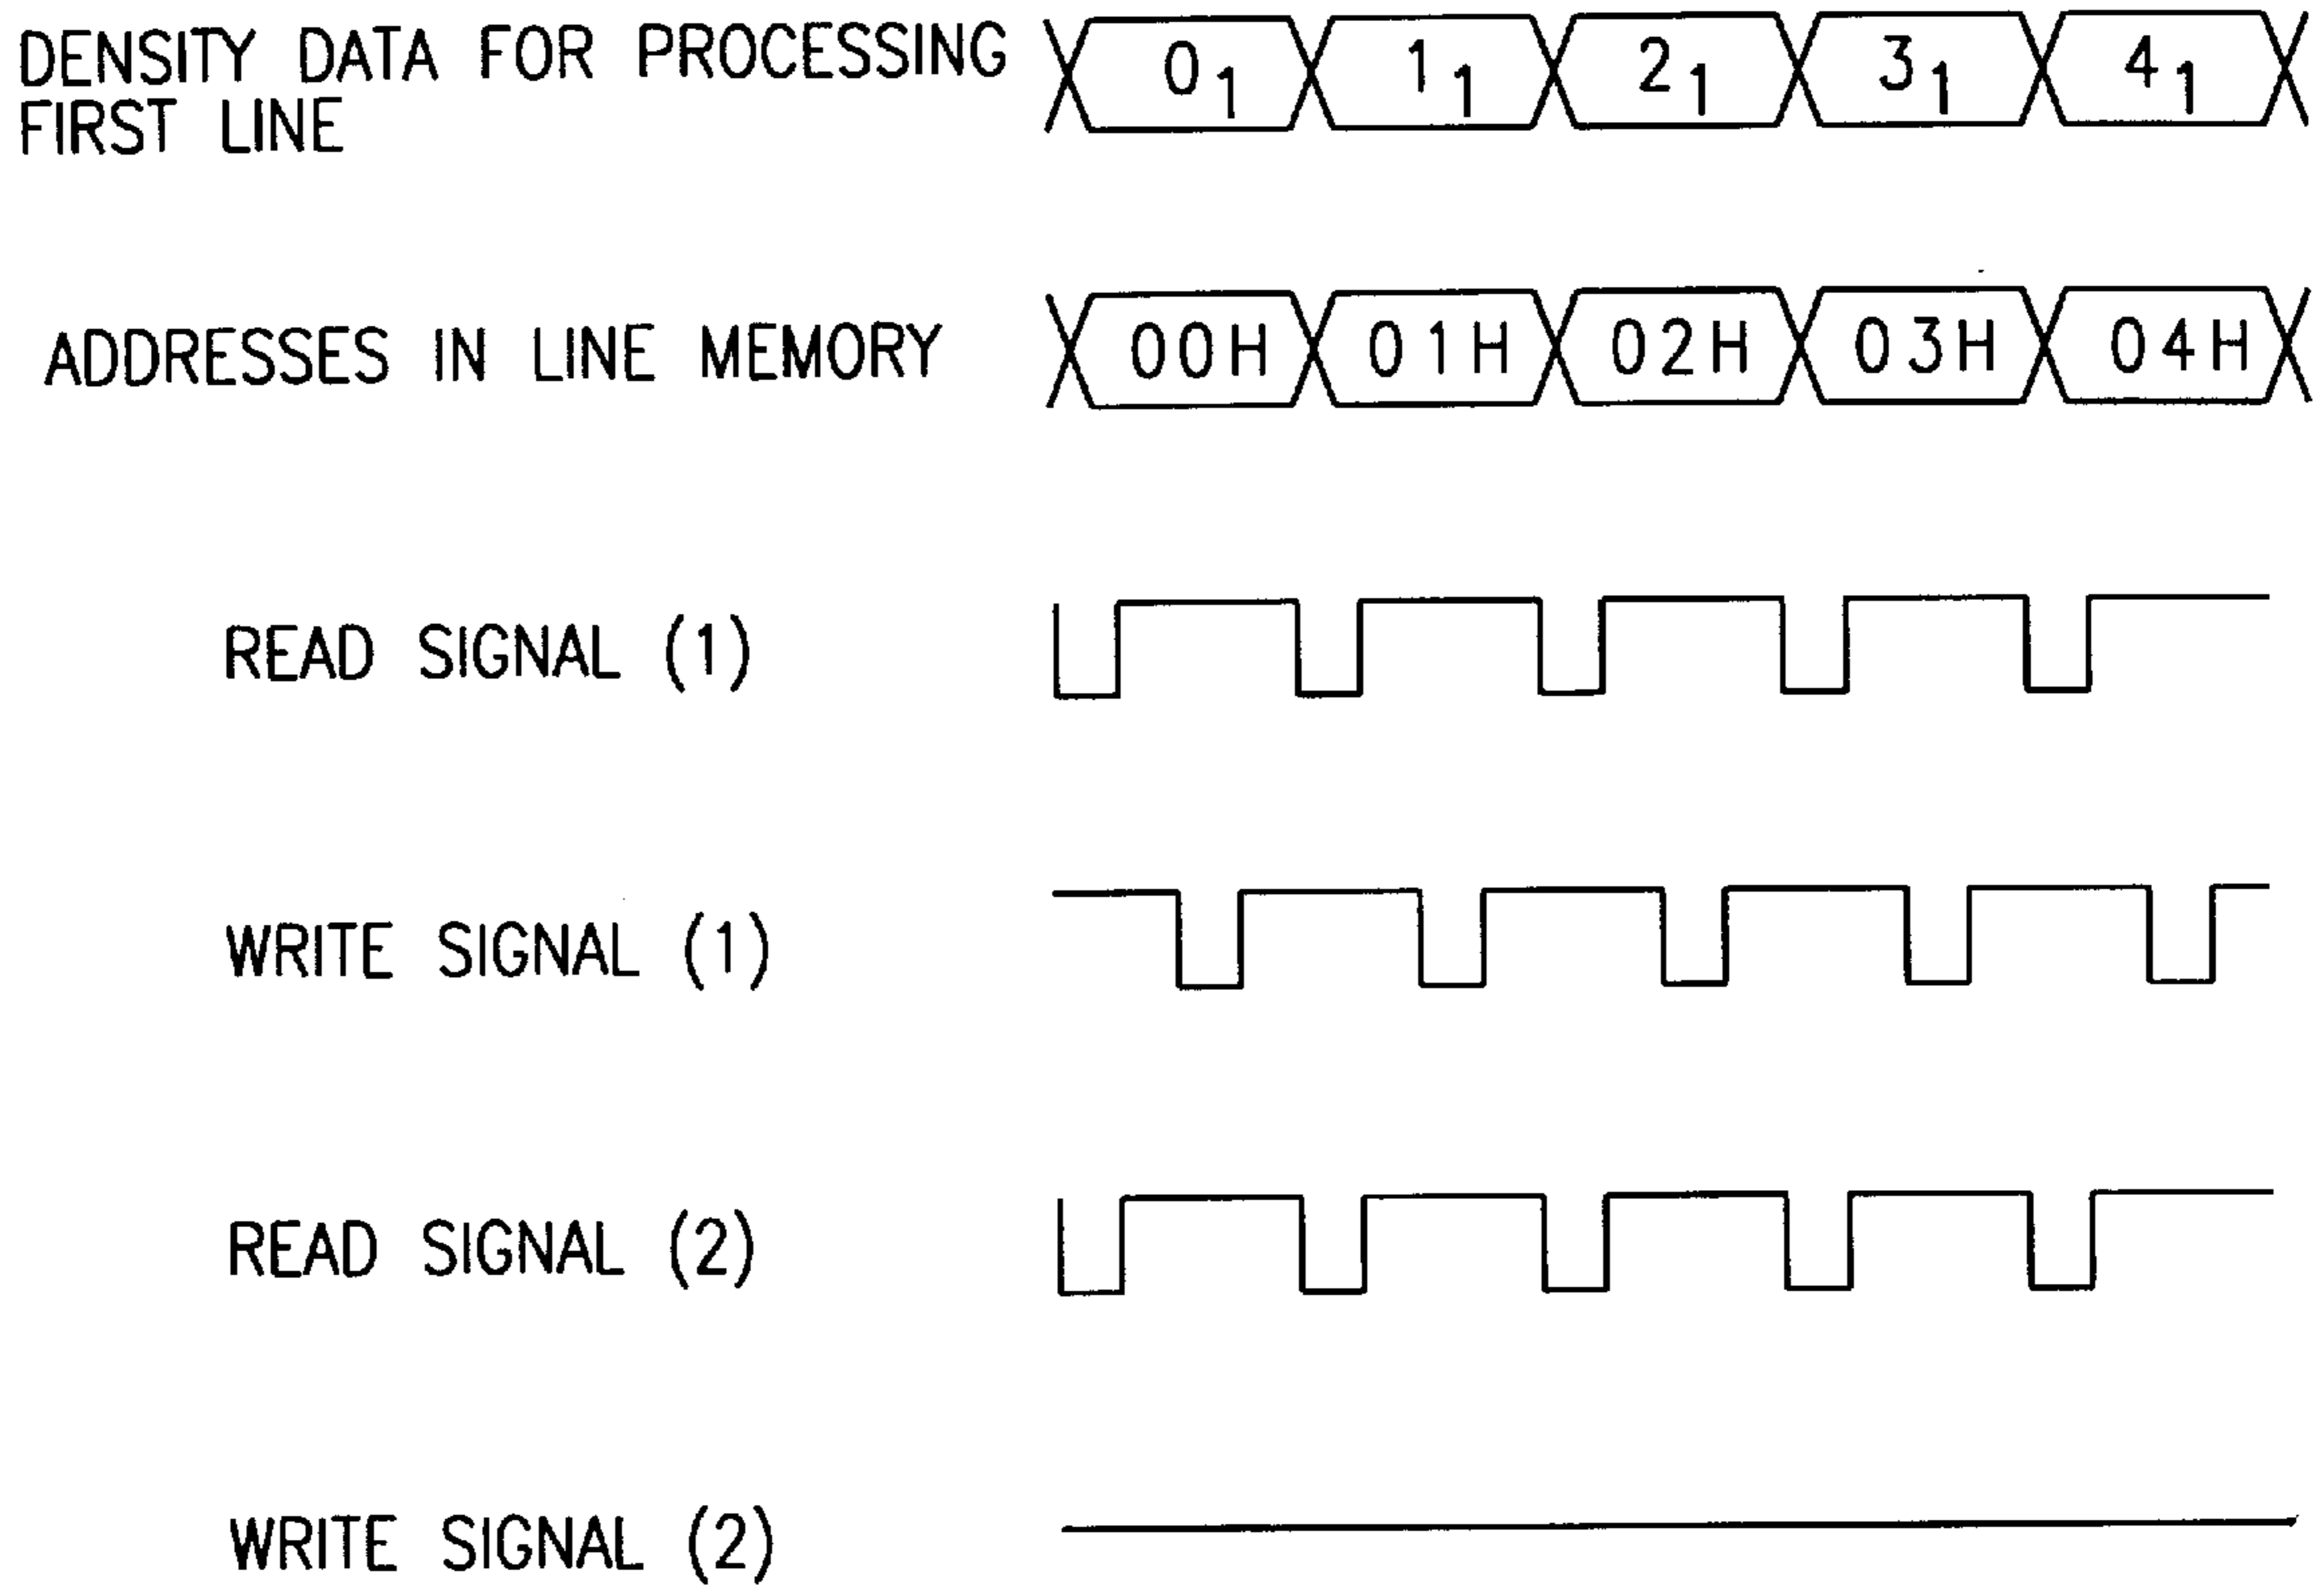 DENSITY DATA FOR PROCESSING
FIRST LINE
0₁ 1₁ 2₁ 3₁ 4₁
ADDRESSES IN LINE MEMORY
00H 01H 02H 03H 04H
READ SIGNAL (1)
WRITE SIGNAL (1)
READ SIGNAL (2)
WRITE SIGNAL (2)